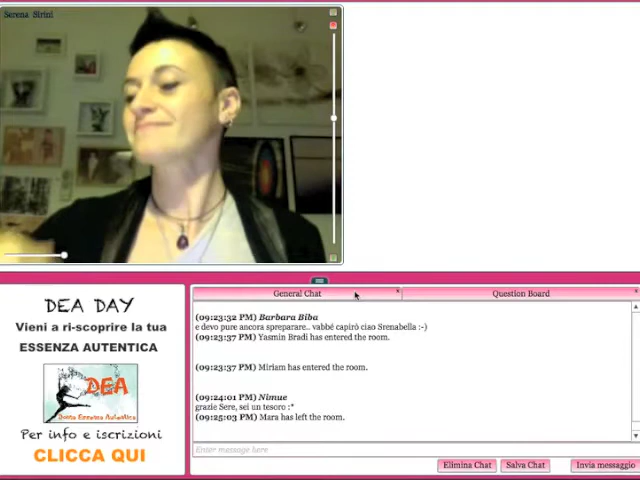 Serena Sirini
DEA DAY
Vieni a ri-scoprire la tua
ESSENZA AUTENTICA
DEA
Donta Essenza Autentica
Per info e iscrizioni
CLICCA QUI
General Chat
Question Board
(09:23:32 PM) Barbara Biba
e devo pure ancora spreparare.. vabbé capirò ciao Srenabella :-)
(09:23:37 PM) Yasmin Bradi has entered the room.
(09:23:37 PM) Miriam has entered the room.
(09:24:01 PM) Nimue
grazie Sere, sei un tesoro :*
(09:25:03 PM) Mara has left the room.
Enter message here
Elimina Chat
Salva Chat
Invia messaggio